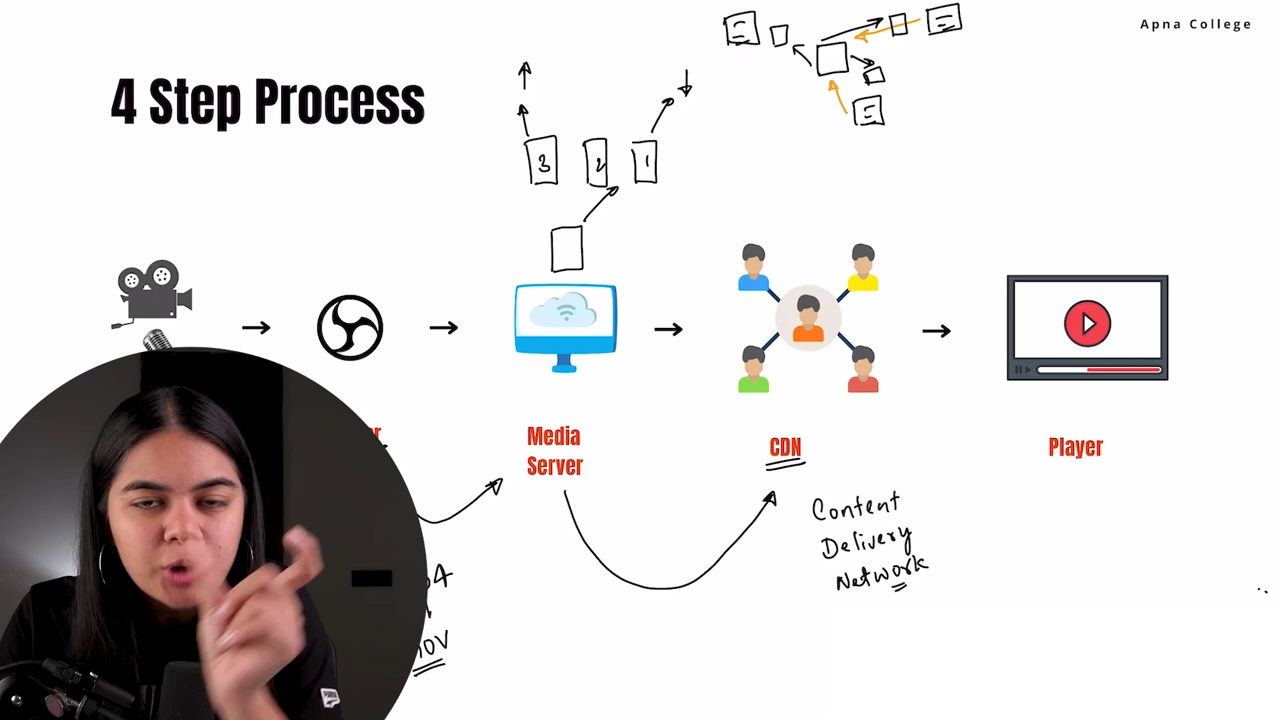 Apna College
4 Step Process
3 2 1
Media
Server
CDN
Player
Content
Delivery
Network